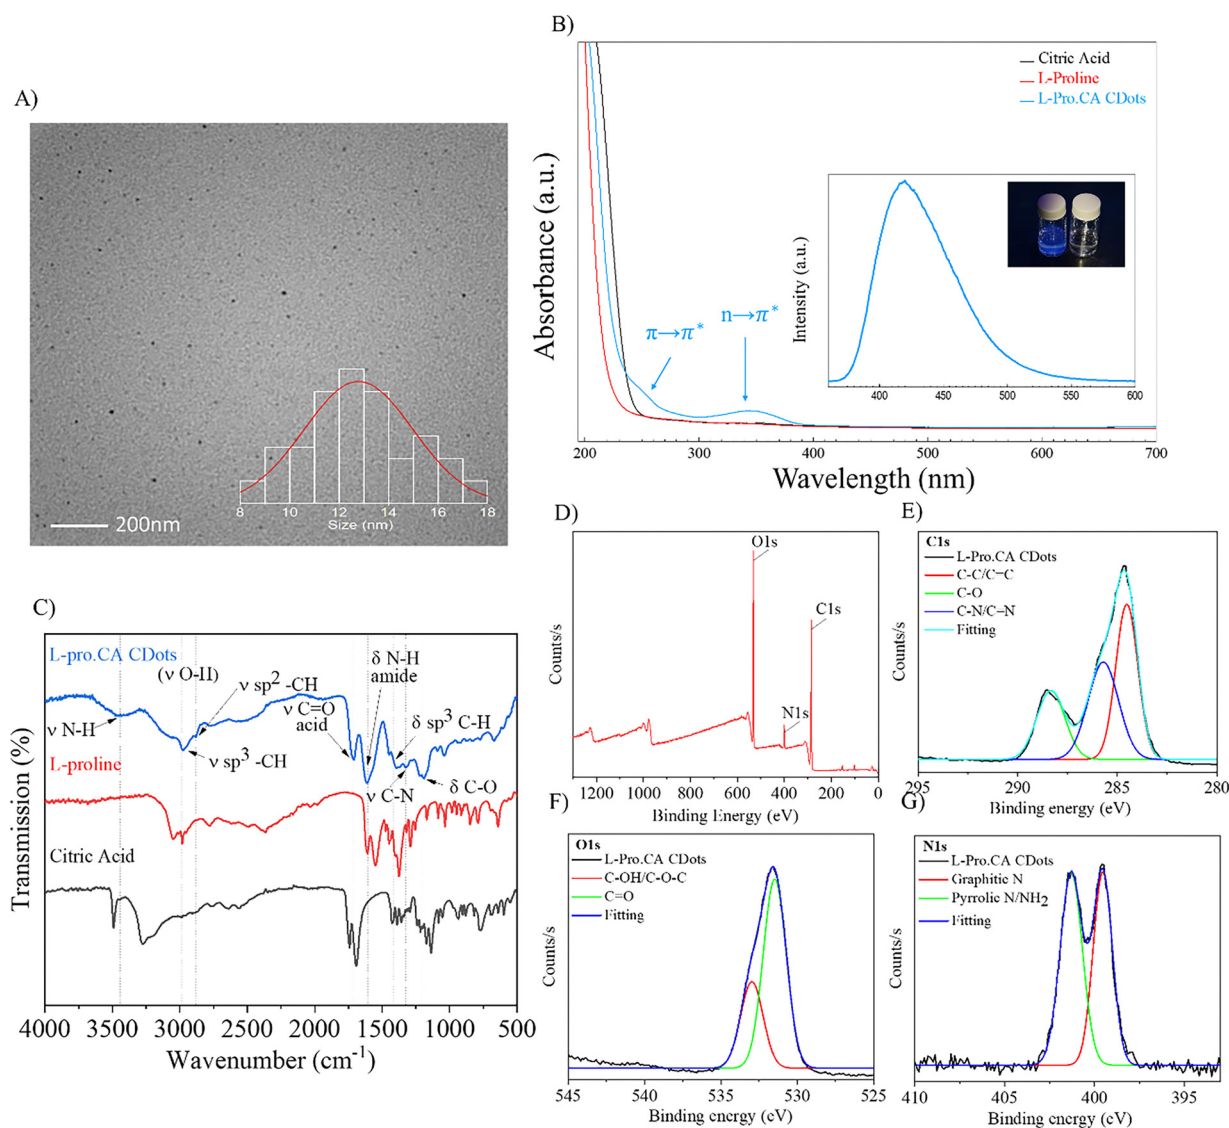 A)
200nm
8 10 12 14 16 18
Size (nm)
B)
Absorbance (a.u.)
Citric Acid
L-Proline
L-Pro.CA CDots
π→π*
n→π*
Intensity (a.u.)
400 450 500 550 600
200 300 400 500 600 700
Wavelength (nm)
C)
Transmission (%)
L-pro.CA CDots
(ν O-H)
ν sp2 -CH
ν N-H
ν sp3 -CH
ν C=O
acid
δ N-H
amide
δ sp3 C-H
ν C-N
δ C-O
L-proline
Citric Acid
4000 3500 3000 2500 2000 1500 1000 500
Wavenumber (cm-1)
D)
Counts/s
O1s
C1s
N1s
1200 1000 800 600 400 200 0
Binding Energy (eV)
E)
Counts/s
C1s
L-Pro.CA CDots
C-C/C=C
C-O
C-N/C=N
Fitting
295 290 285 280
Binding energy (eV)
F)
Counts/s
O1s
L-Pro.CA CDots
C-OH/C-O-C
C=O
Fitting
545 540 535 530 525
Binding energy (eV)
G)
Counts/s
N1s
L-Pro.CA CDots
Graphitic N
Pyrrolic N/NH2
Fitting
410 405 400 395
Binding energy (eV)